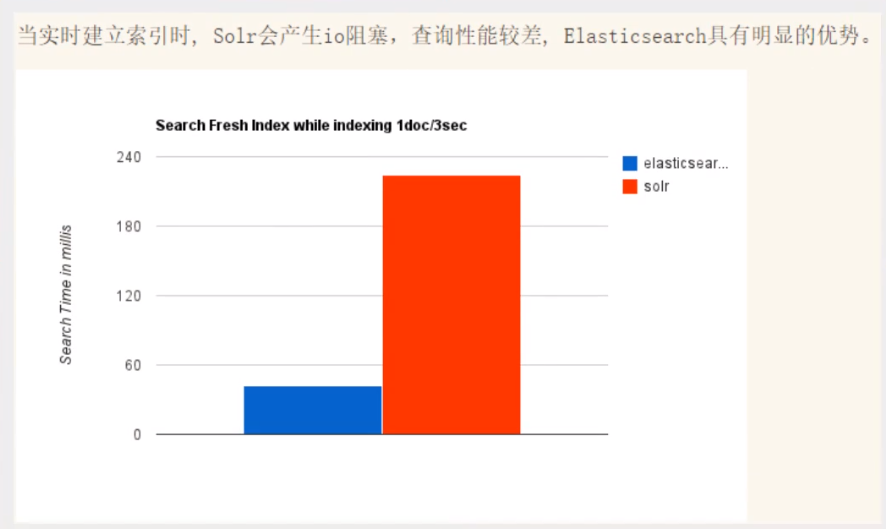 当实时建立索引时, Solr会产生io阻塞，查询性能较差, Elasticsearch具有明显的优势。
Search Fresh Index while indexing 1doc/3sec
240
180
120
60
0
Search Time in millis
elasticsear...
solr